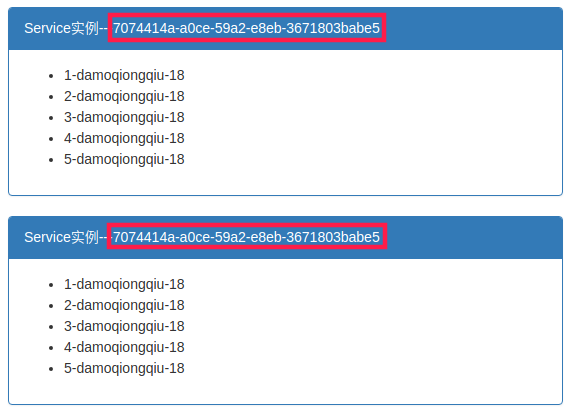 Service实例--7074414a-a0ce-59a2-e8eb-3671803babe5
1-damoqiongqiu-18
2-damoqiongqiu-18
3-damoqiongqiu-18
4-damoqiongqiu-18
5-damoqiongqiu-18
Service实例--7074414a-a0ce-59a2-e8eb-3671803babe5
1-damoqiongqiu-18
2-damoqiongqiu-18
3-damoqiongqiu-18
4-damoqiongqiu-18
5-damoqiongqiu-18